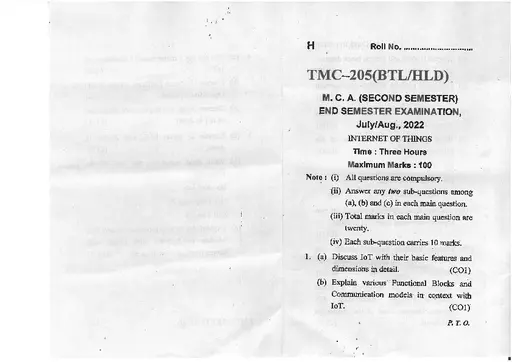 H Roll No. ..............................
TMC–205(BTL/HLD)
M. C. A. (SECOND SEMESTER)
END SEMESTER EXAMINATION,
July/Aug., 2022
INTERNET OF THINGS
Time : Three Hours
Maximum Marks : 100
Note : (i) All questions are compulsory.
(ii) Answer any two sub-questions among
(a), (b) and (c) in each main question.
(iii) Total marks in each main question are
twenty.
(iv) Each sub-question carries 10 marks.
1. (a) Discuss IoT with their basic features and
dimensions in detail. (CO1)
(b) Explain various Functional Blocks and
Communication models in context with
IoT. (CO1)
P. T. O.